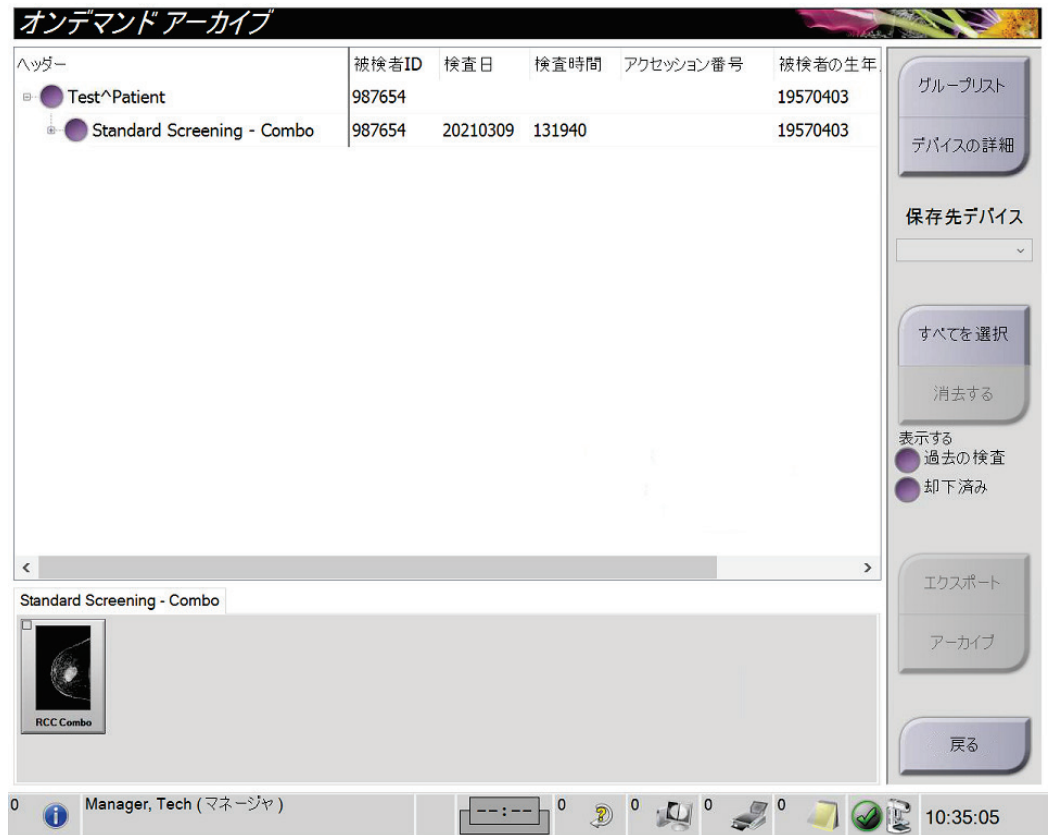 オンデマンド アーカイブ
ヘッダー 被検者ID 検査日 検査時間 アクセッション番号 被検者の生年
Test^Patient 987654 19570403
Standard Screening - Combo 987654 20210309 131940 19570403
グループリスト
デバイスの詳細
保存先デバイス
すべてを選択
消去する
表示する
過去の検査
却下済み
エクスポート
アーカイブ
戻る
Standard Screening - Combo
RCC Combo
0 Manager, Tech ( マネージャ ) --:-- 0 0 0 0 10:35:05